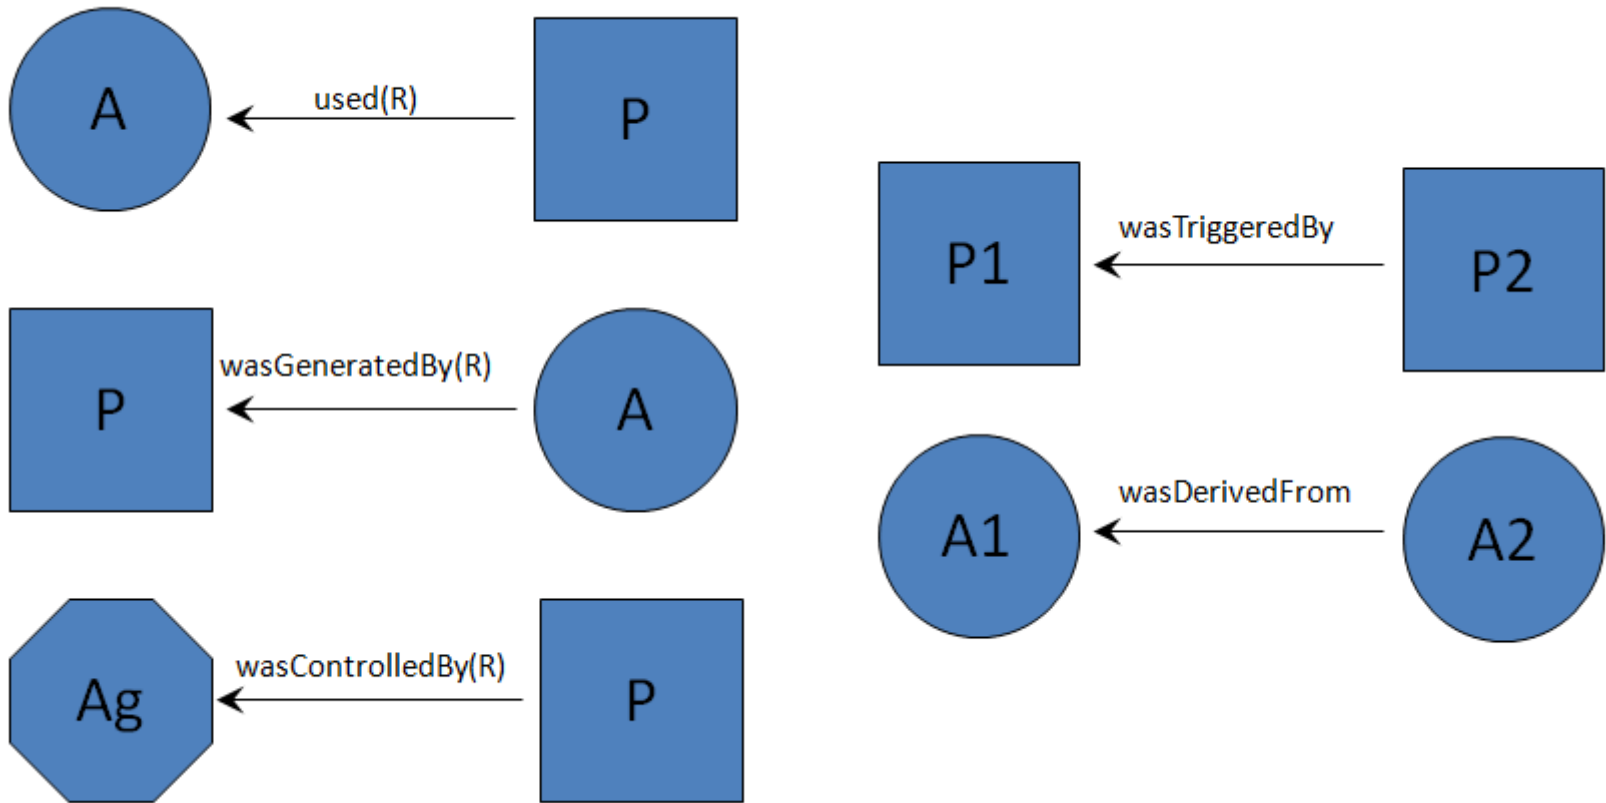 A
used(R)
P
P
wasGeneratedBy(R)
A
Ag
wasControlledBy(R)
P
P1
wasTriggeredBy
P2
A1
wasDerivedFrom
A2